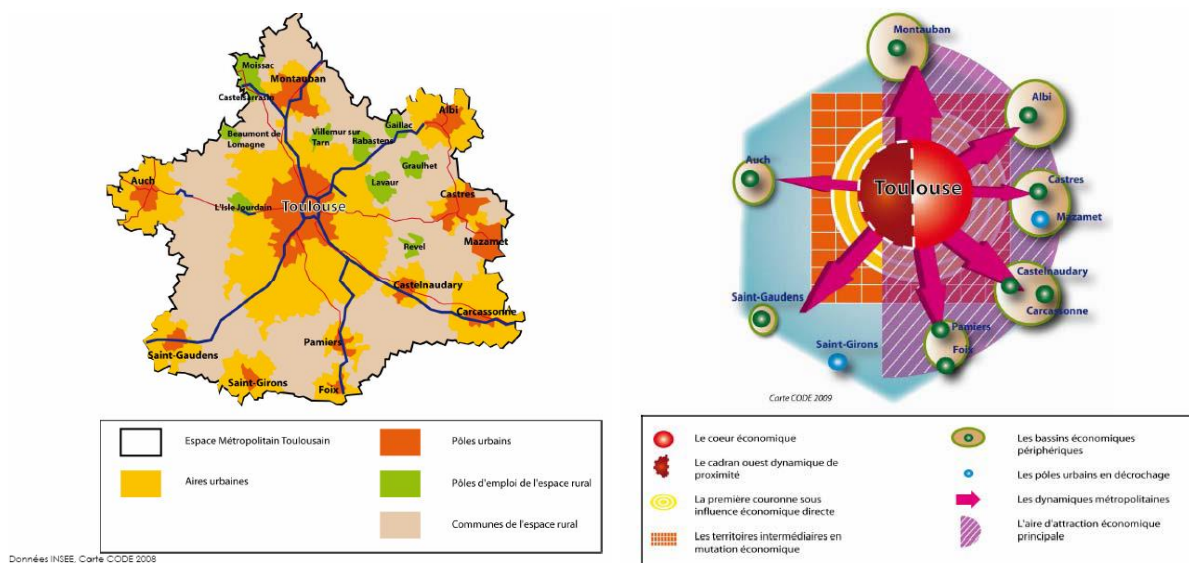 Moissac
Montauban
Castelsarrasin
Albi
Gaillac
Beaumont de
Lomagne
Villemur sur
Tarn
Rabastens
Graulhet
Auch
Lavaur
Castres
L'Isle Jourdain
Toulouse
Mazamet
Revel
Castelnaudary
Carcassonne
Pamiers
Saint-Gaudens
Saint-Girons
Foix
Espace Métropolitain Toulousain
Pôles urbains
Aires urbaines
Pôles d'emploi de l'espace rural
Communes de l'espace rural
Données INSEE, Carte CODE 2008
Montauban
Albi
Auch
Toulouse
Castres
Mazamet
Castelnaudary
Saint-Gaudens
Carcassonne
Pamiers
Saint-Girons
Foix
Carte CODE 2009
Le coeur économique
Le cadran ouest dynamique de
proximité
La première couronne sous
influence économique directe
Les territoires intermédiaires en
mutation économique
Les bassins économiques
périphériques
Les pôles urbains en décrochage
Les dynamiques métropolitaines
L'aire d'attraction économique
principale